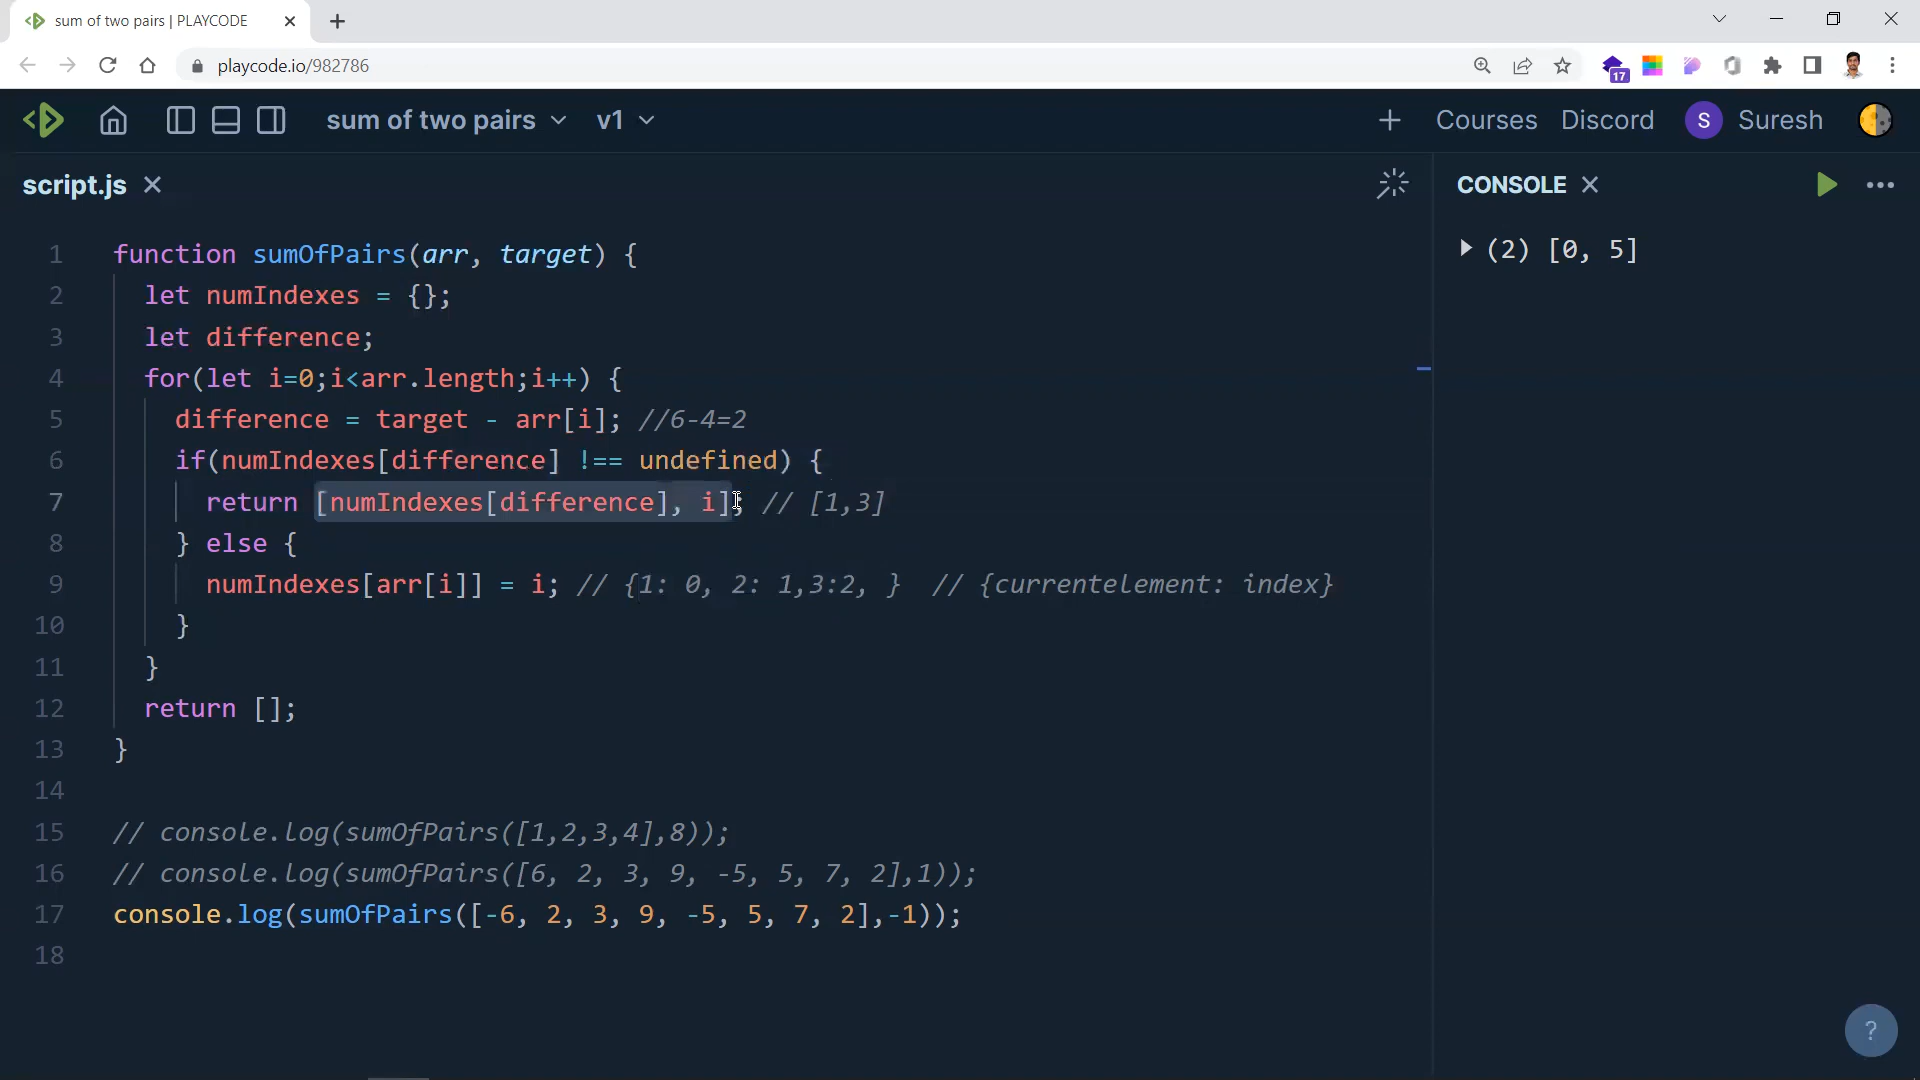 sum of two pairs | PLAYCODE
playcode.io/982786
17
sum of two pairs v1 Courses Discord S Suresh
script.js
CONSOLE
(2) [0, 5]
1 function sumOfPairs(arr, target) {
2 let numIndexes = {};
3 let difference;
4 for(let i=0;i<arr.length;i++) {
5 difference = target - arr[i]; //6-4=2
6 if(numIndexes[difference] !== undefined) {
7 return [numIndexes[difference], i]; // [1,3]
8 } else {
9 numIndexes[arr[i]] = i; // {1: 0, 2: 1,3:2, } // {currentelement: index}
10 }
11 }
12 return [];
13 }
14
15 // console.log(sumOfPairs([1,2,3,4],8));
16 // console.log(sumOfPairs([6, 2, 3, 9, -5, 5, 7, 2],1));
17 console.log(sumOfPairs([-6, 2, 3, 9, -5, 5, 7, 2],-1));
18
?